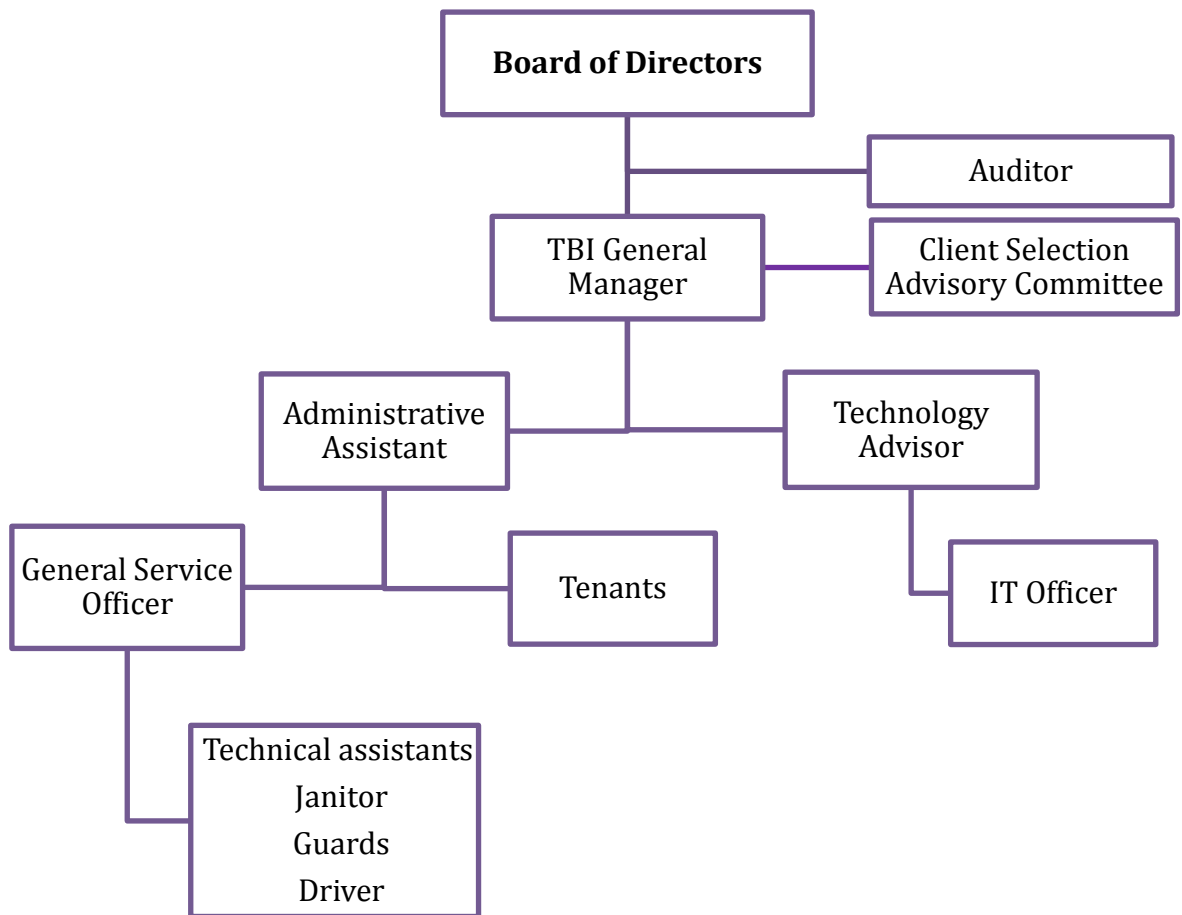 Board of Directors
Auditor
TBI General
Manager
Client Selection
Advisory Committee
Administrative
Assistant
Technology
Advisor
General Service
Officer
Tenants
IT Officer
Technical assistants
Janitor
Guards
Driver